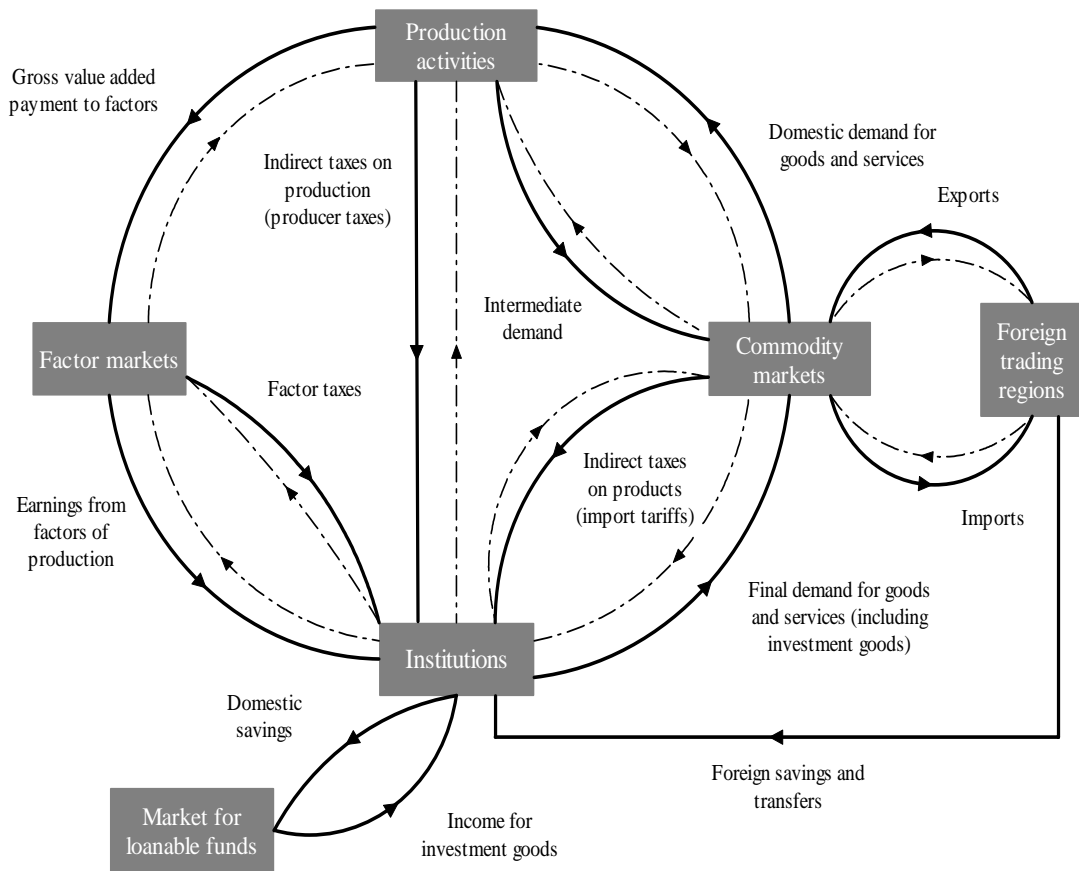 Production
activities
Gross value added
payment to factors
Indirect taxes on
production
(producer taxes)
Domestic demand for
goods and services
Exports
Intermediate
demand
Factor markets
Commodity
markets
Foreign
trading
regions
Factor taxes
Indirect taxes
on products
(import tariffs)
Earnings from
factors of
production
Imports
Final demand for goods
and services (including
investment goods)
Institutions
Domestic
savings
Foreign savings and
transfers
Market for
loanable funds
Income for
investment goods